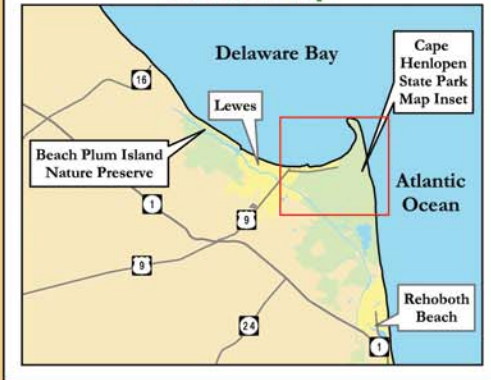 Delaware Bay
Cape
Henlopen
State Park
Map Inset
16
Lewes
Beach Plum Island
Nature Preserve
Atlantic
Ocean
1
9
9
Rehoboth
Beach
24
1